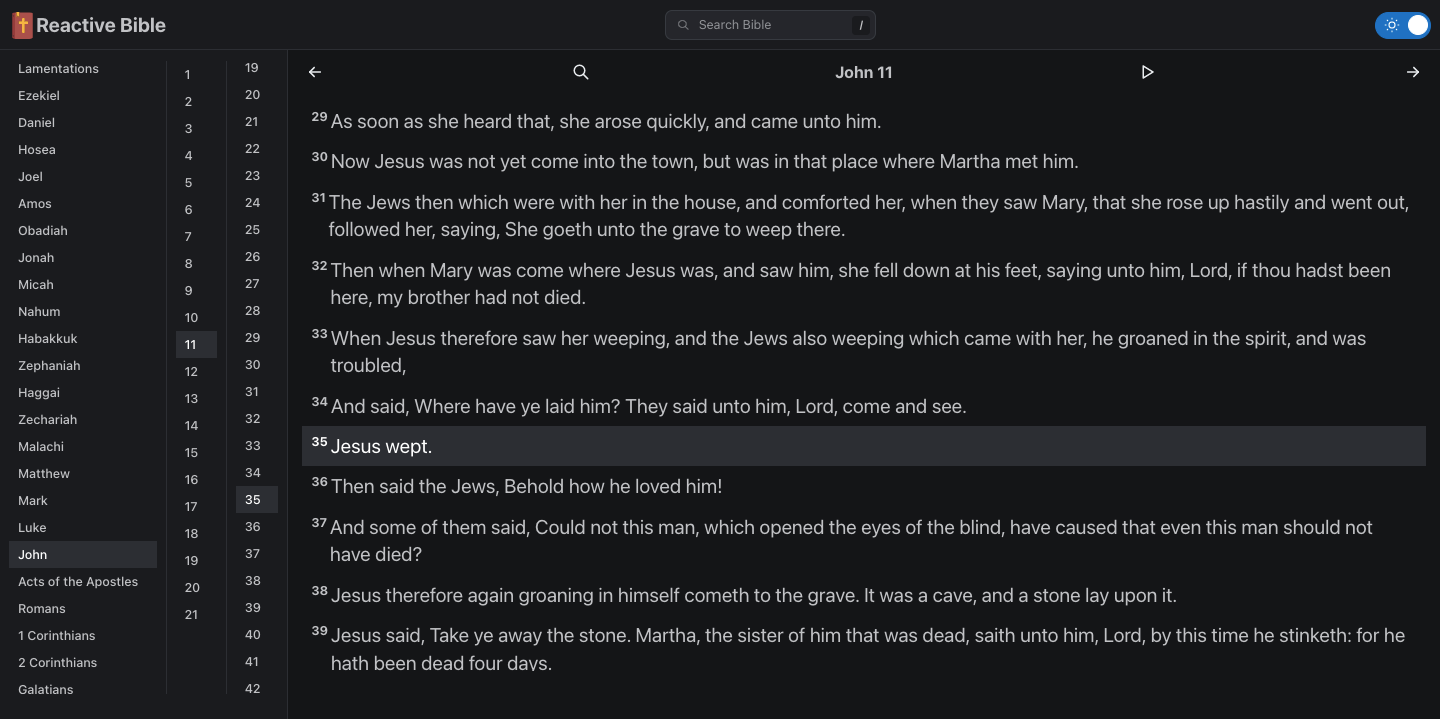 Reactive Bible
Search Bible
/
Lamentations
Ezekiel
Daniel
Hosea
Joel
Amos
Obadiah
Jonah
Micah
Nahum
Habakkuk
Zephaniah
Haggai
Zechariah
Malachi
Matthew
Mark
Luke
John
Acts of the Apostles
Romans
1 Corinthians
2 Corinthians
Galatians
1
2
3
4
5
6
7
8
9
10
11
12
13
14
15
16
17
18
19
20
21
19
20
21
22
23
24
25
26
27
28
29
30
31
32
33
34
35
36
37
38
39
40
41
42
John 11
29 As soon as she heard that, she arose quickly, and came unto him.
30 Now Jesus was not yet come into the town, but was in that place where Martha met him.
31 The Jews then which were with her in the house, and comforted her, when they saw Mary, that she rose up hastily and went out,
followed her, saying, She goeth unto the grave to weep there.
32 Then when Mary was come where Jesus was, and saw him, she fell down at his feet, saying unto him, Lord, if thou hadst been
here, my brother had not died.
33 When Jesus therefore saw her weeping, and the Jews also weeping which came with her, he groaned in the spirit, and was
troubled,
34 And said, Where have ye laid him? They said unto him, Lord, come and see.
35 Jesus wept.
36 Then said the Jews, Behold how he loved him!
37 And some of them said, Could not this man, which opened the eyes of the blind, have caused that even this man should not
have died?
38 Jesus therefore again groaning in himself cometh to the grave. It was a cave, and a stone lay upon it.
39 Jesus said, Take ye away the stone. Martha, the sister of him that was dead, saith unto him, Lord, by this time he stinketh: for he
hath been dead four days.